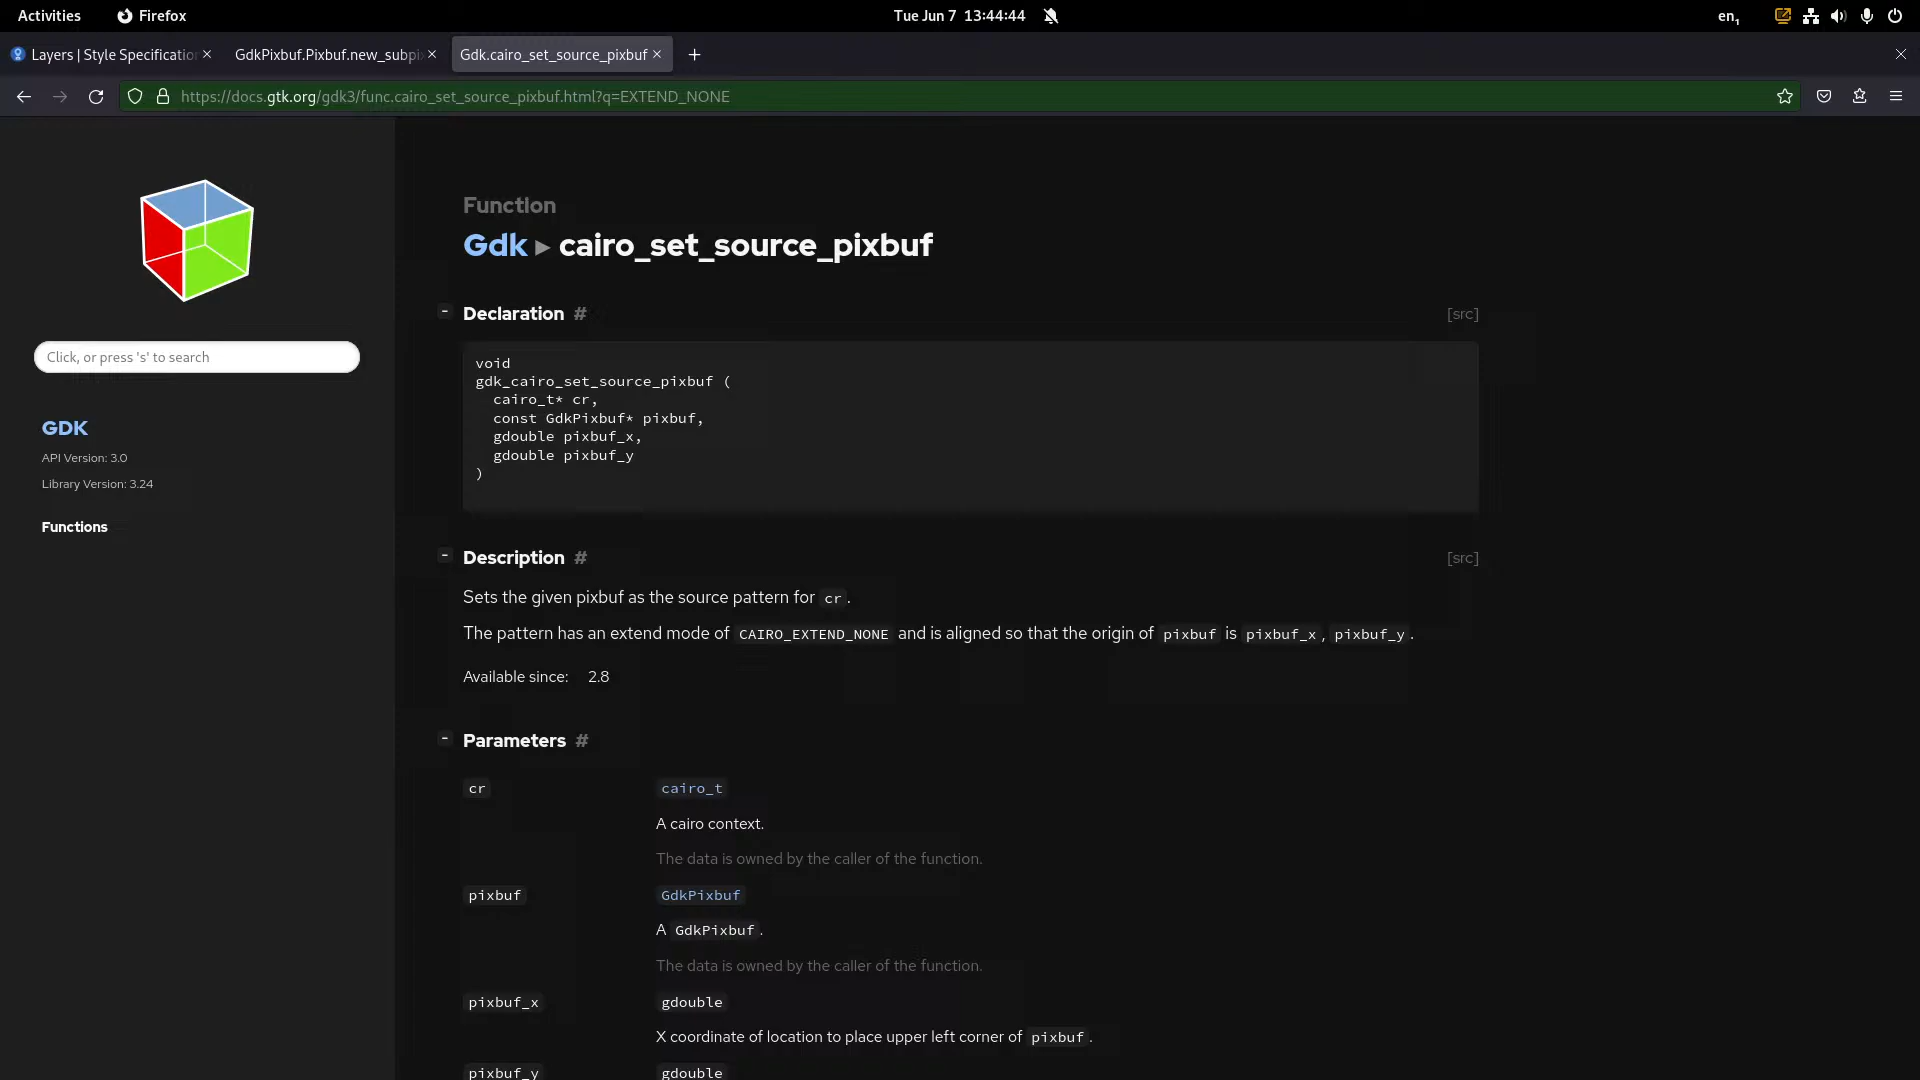 Activities Firefox Tue Jun 7 13:44:44 en1
Layers | Style Specificatio GdkPixbuf.Pixbuf.new_subpi Gdk.cairo_set_source_pixbuf
https://docs.gtk.org/gdk3/func.cairo_set_source_pixbuf.html?q=EXTEND_NONE
Click, or press 's' to search
GDK
API Version: 3.0
Library Version: 3.24
Functions
Function
Gdk ▸ cairo_set_source_pixbuf
- Declaration # [src]
void
gdk_cairo_set_source_pixbuf (
cairo_t* cr,
const GdkPixbuf* pixbuf,
gdouble pixbuf_x,
gdouble pixbuf_y
)
- Description # [src]
Sets the given pixbuf as the source pattern for cr.
The pattern has an extend mode of CAIRO_EXTEND_NONE and is aligned so that the origin of pixbuf is pixbuf_x, pixbuf_y.
Available since: 2.8
- Parameters #
cr cairo_t
A cairo context.
The data is owned by the caller of the function.
pixbuf GdkPixbuf
A GdkPixbuf.
The data is owned by the caller of the function.
pixbuf_x gdouble
X coordinate of location to place upper left corner of pixbuf.
pixbuf_y gdouble